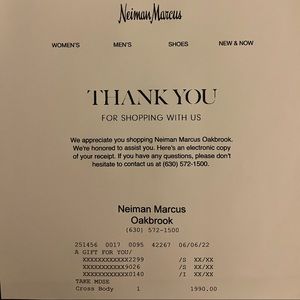 Neiman Marcus
WOMEN'S MEN'S SHOES NEW & NOW
THANK YOU
FOR SHOPPING WITH US
We appreciate you shopping Neiman Marcus Oakbrook.
We're honored to assist you. Here's an electronic copy
of your receipt. If you have any questions, please don't
hesitate to contact us at (630) 572-1500.
Neiman Marcus
Oakbrook
(630) 572-1500
251456 0017 0095 42267 06/06/22
A GIFT FOR YOU/
XXXXXXXXXXXX2299 /S XX/XX
XXXXXXXXXXXX9026 /S XX/XX
XXXXXXXXXXXX0140 /I XX/XX
TAKE MDSE
Cross Body 1 1990.00